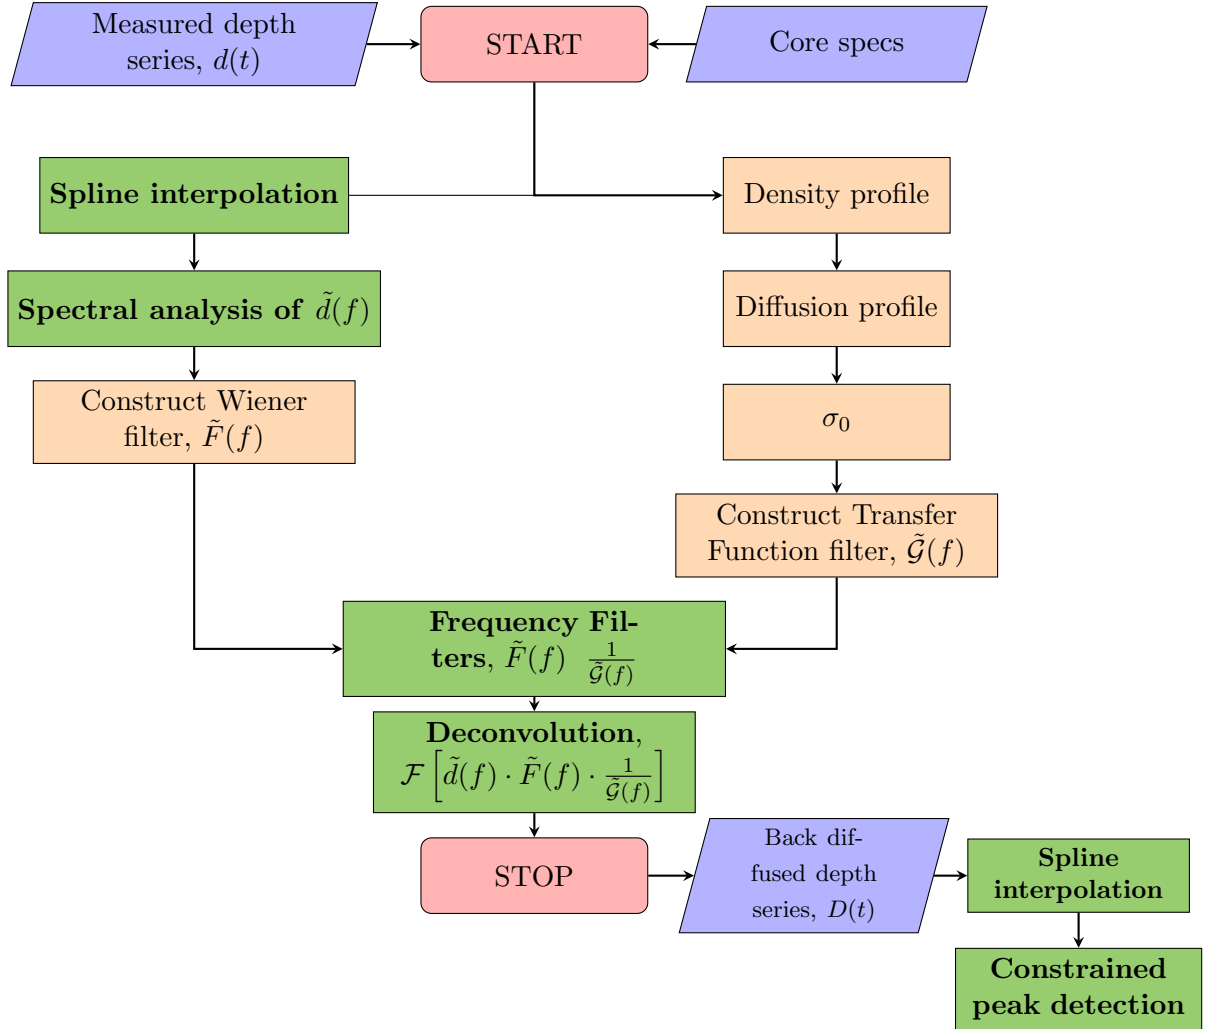 Measured depth
series, d(t)
START
Core specs
Spline interpolation
Density profile
Spectral analysis of d̃(f)
Diffusion profile
Construct Wiener
filter, F̃(f)
σ₀
Construct Transfer
Function filter, 𝒢̃(f)
Frequency Fil-
ters, F̃(f) 1/𝒢̃(f)
Deconvolution,
ℱ [d̃(f) · F̃(f) · 1/𝒢̃(f)]
STOP
Back dif-
fused depth
series, D(t)
Spline
interpolation
Constrained
peak detection